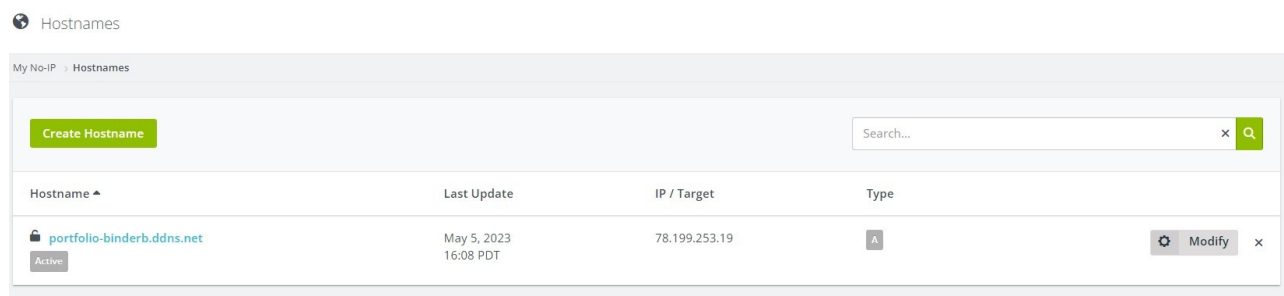 Hostnames
My No-IP > Hostnames
Create Hostname
Search...
Hostname Last Update IP / Target Type
portfolio-binderb.ddns.net May 5, 2023 78.199.253.19 A Modify ×
Active 16:08 PDT